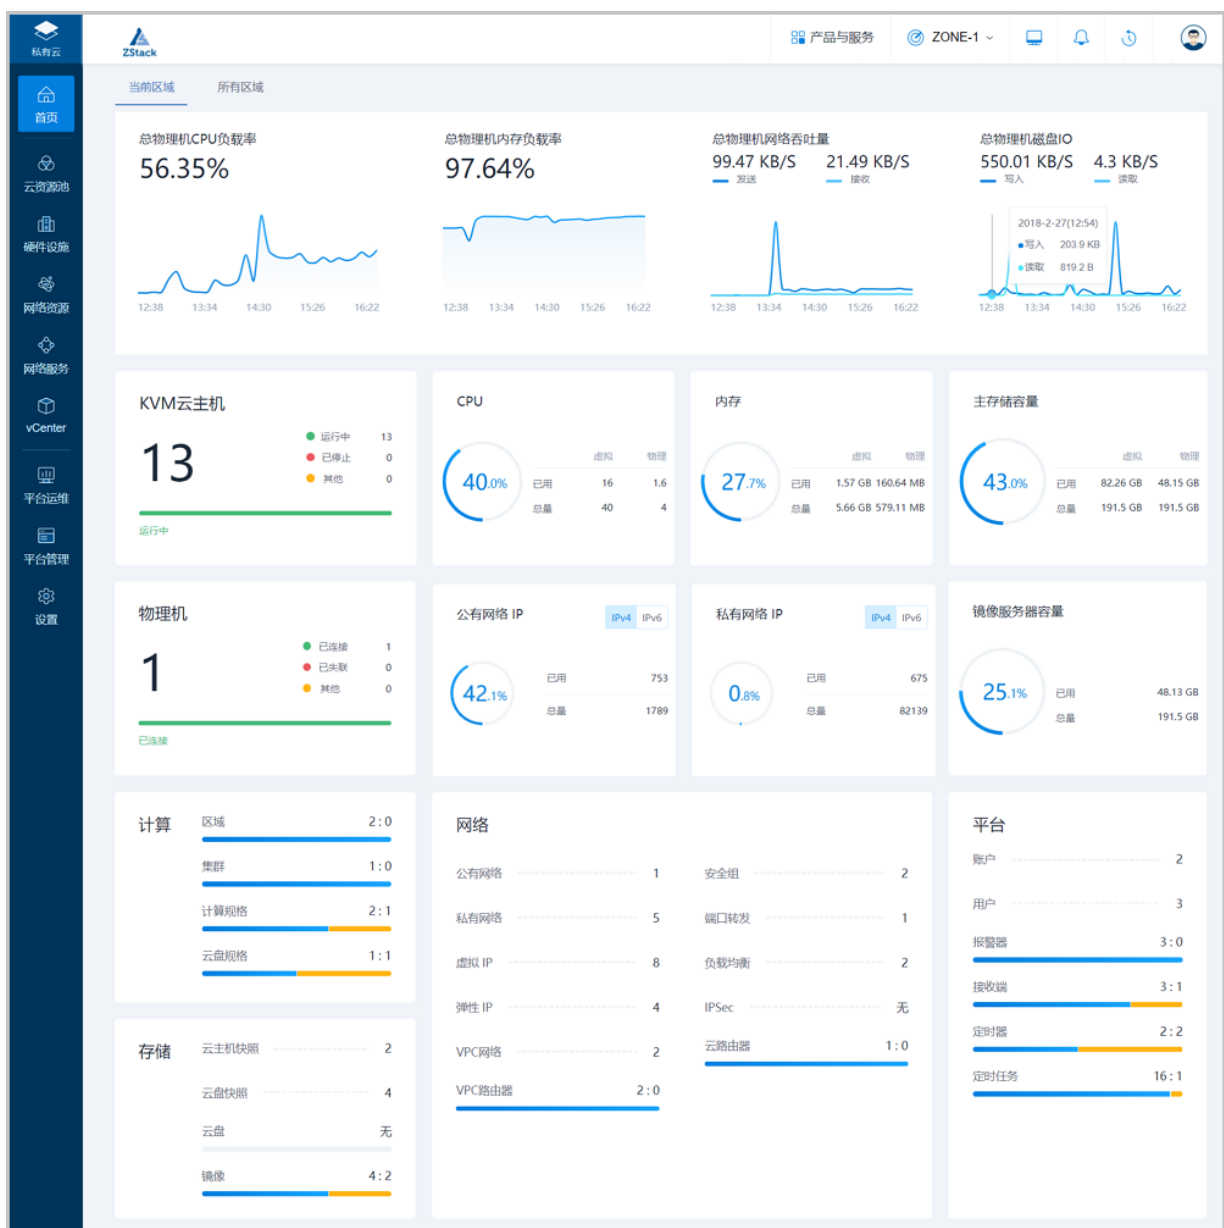 私有云
ZStack
产品与服务
ZONE-1
首页
云资源池
硬件设施
网络资源
网络服务
vCenter
平台运维
平台管理
设置
当前区域 所有区域
总物理机CPU负载率
56.35%
12:38 13:34 14:30 15:26 16:22
总物理机内存负载率
97.64%
12:38 13:34 14:30 15:26 16:22
总物理机网络吞吐量
99.47 KB/S 21.49 KB/S
发送 接收
12:38 13:34 14:30 15:26 16:22
总物理机磁盘IO
550.01 KB/S 4.3 KB/S
写入 读取
2018-2-27(12:54)
写入 203.9 KB
读取 819.2 B
12:38 13:34 14:30 15:26 16:22
KVM云主机
13
运行中 13
已停止 0
其他 0
运行中
CPU
40.0%
虚拟 物理
已用 16 1.6
总量 40 4
内存
27.7%
虚拟 物理
已用 1.57 GB 160.64 MB
总量 5.66 GB 579.11 MB
主存储容量
43.0%
虚拟 物理
已用 82.26 GB 48.15 GB
总量 191.5 GB 191.5 GB
物理机
1
已连接 1
已失联 0
其他 0
已连接
公有网络 IP
IPv4 IPv6
42.1%
已用 753
总量 1789
私有网络 IP
IPv4 IPv6
0.8%
已用 675
总量 82139
镜像服务器容量
25.1%
已用 48.13 GB
总量 191.5 GB
计算
区域 2 : 0
集群 1 : 0
计算规格 2 : 1
云盘规格 1 : 1
存储
云主机快照 2
云盘快照 4
云盘 无
镜像 4 : 2
网络
公有网络 1
私有网络 5
虚拟 IP 8
弹性 IP 4
VPC网络 2
VPC路由器 2 : 0
安全组 2
端口转发 1
负载均衡 2
IPSec 无
云路由器 1 : 0
平台
账户 2
用户 3
报警器 3 : 0
接收端 3 : 1
定时器 2 : 2
定时任务 16 : 1